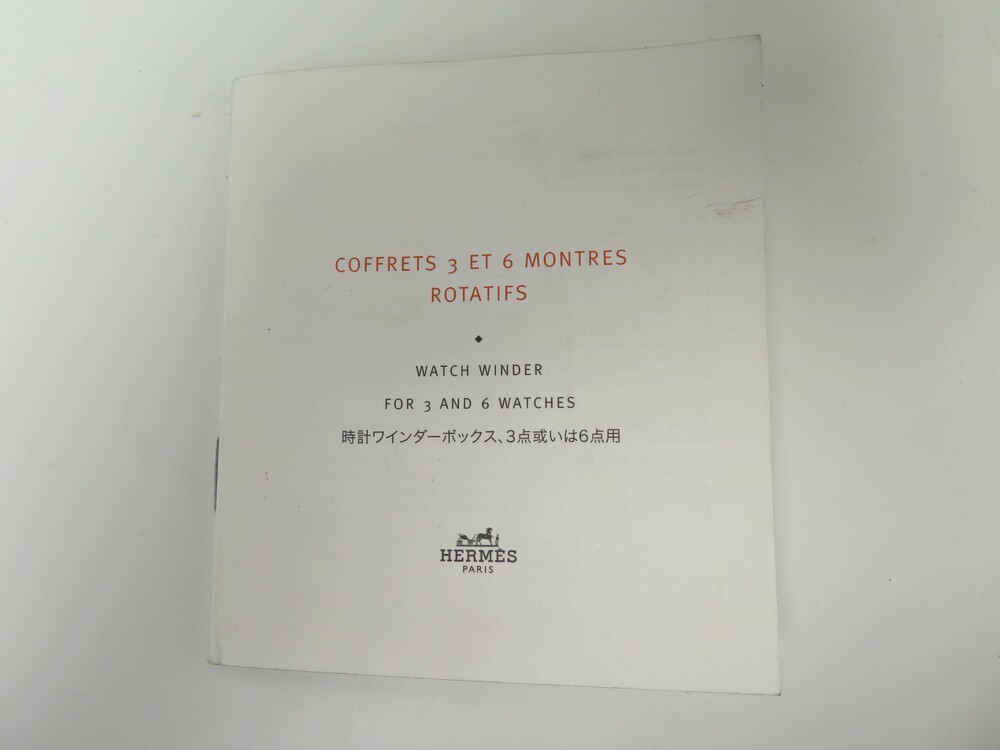 COFFRETS 3 ET 6 MONTRES
ROTATIFS
WATCH WINDER
FOR 3 AND 6 WATCHES
時計ワインダーボックス、3点或いは6点用
HERMÈS
PARIS